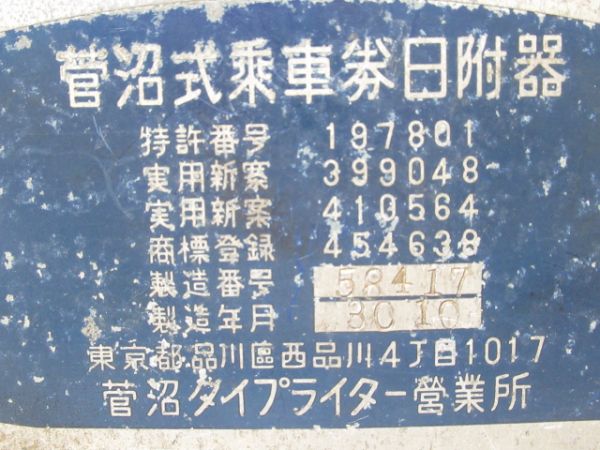 菅沼式乗車券日附器
特許番号 197801
実用新案 399048
実用新案 410564
商標登録 454638
製造番号 58417
製造年月 30 10
東京都品川區西品川4丁目1017
菅沼タイプライター営業所